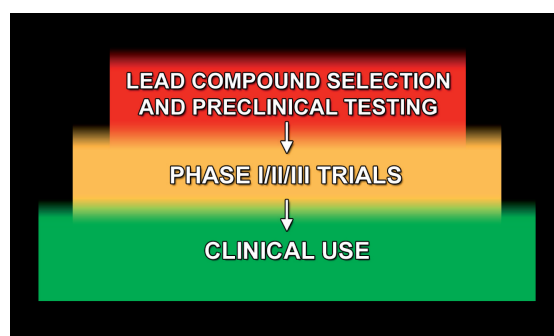 LEAD COMPOUND SELECTION
AND PRECLINICAL TESTING
PHASE I/II/III TRIALS
CLINICAL USE